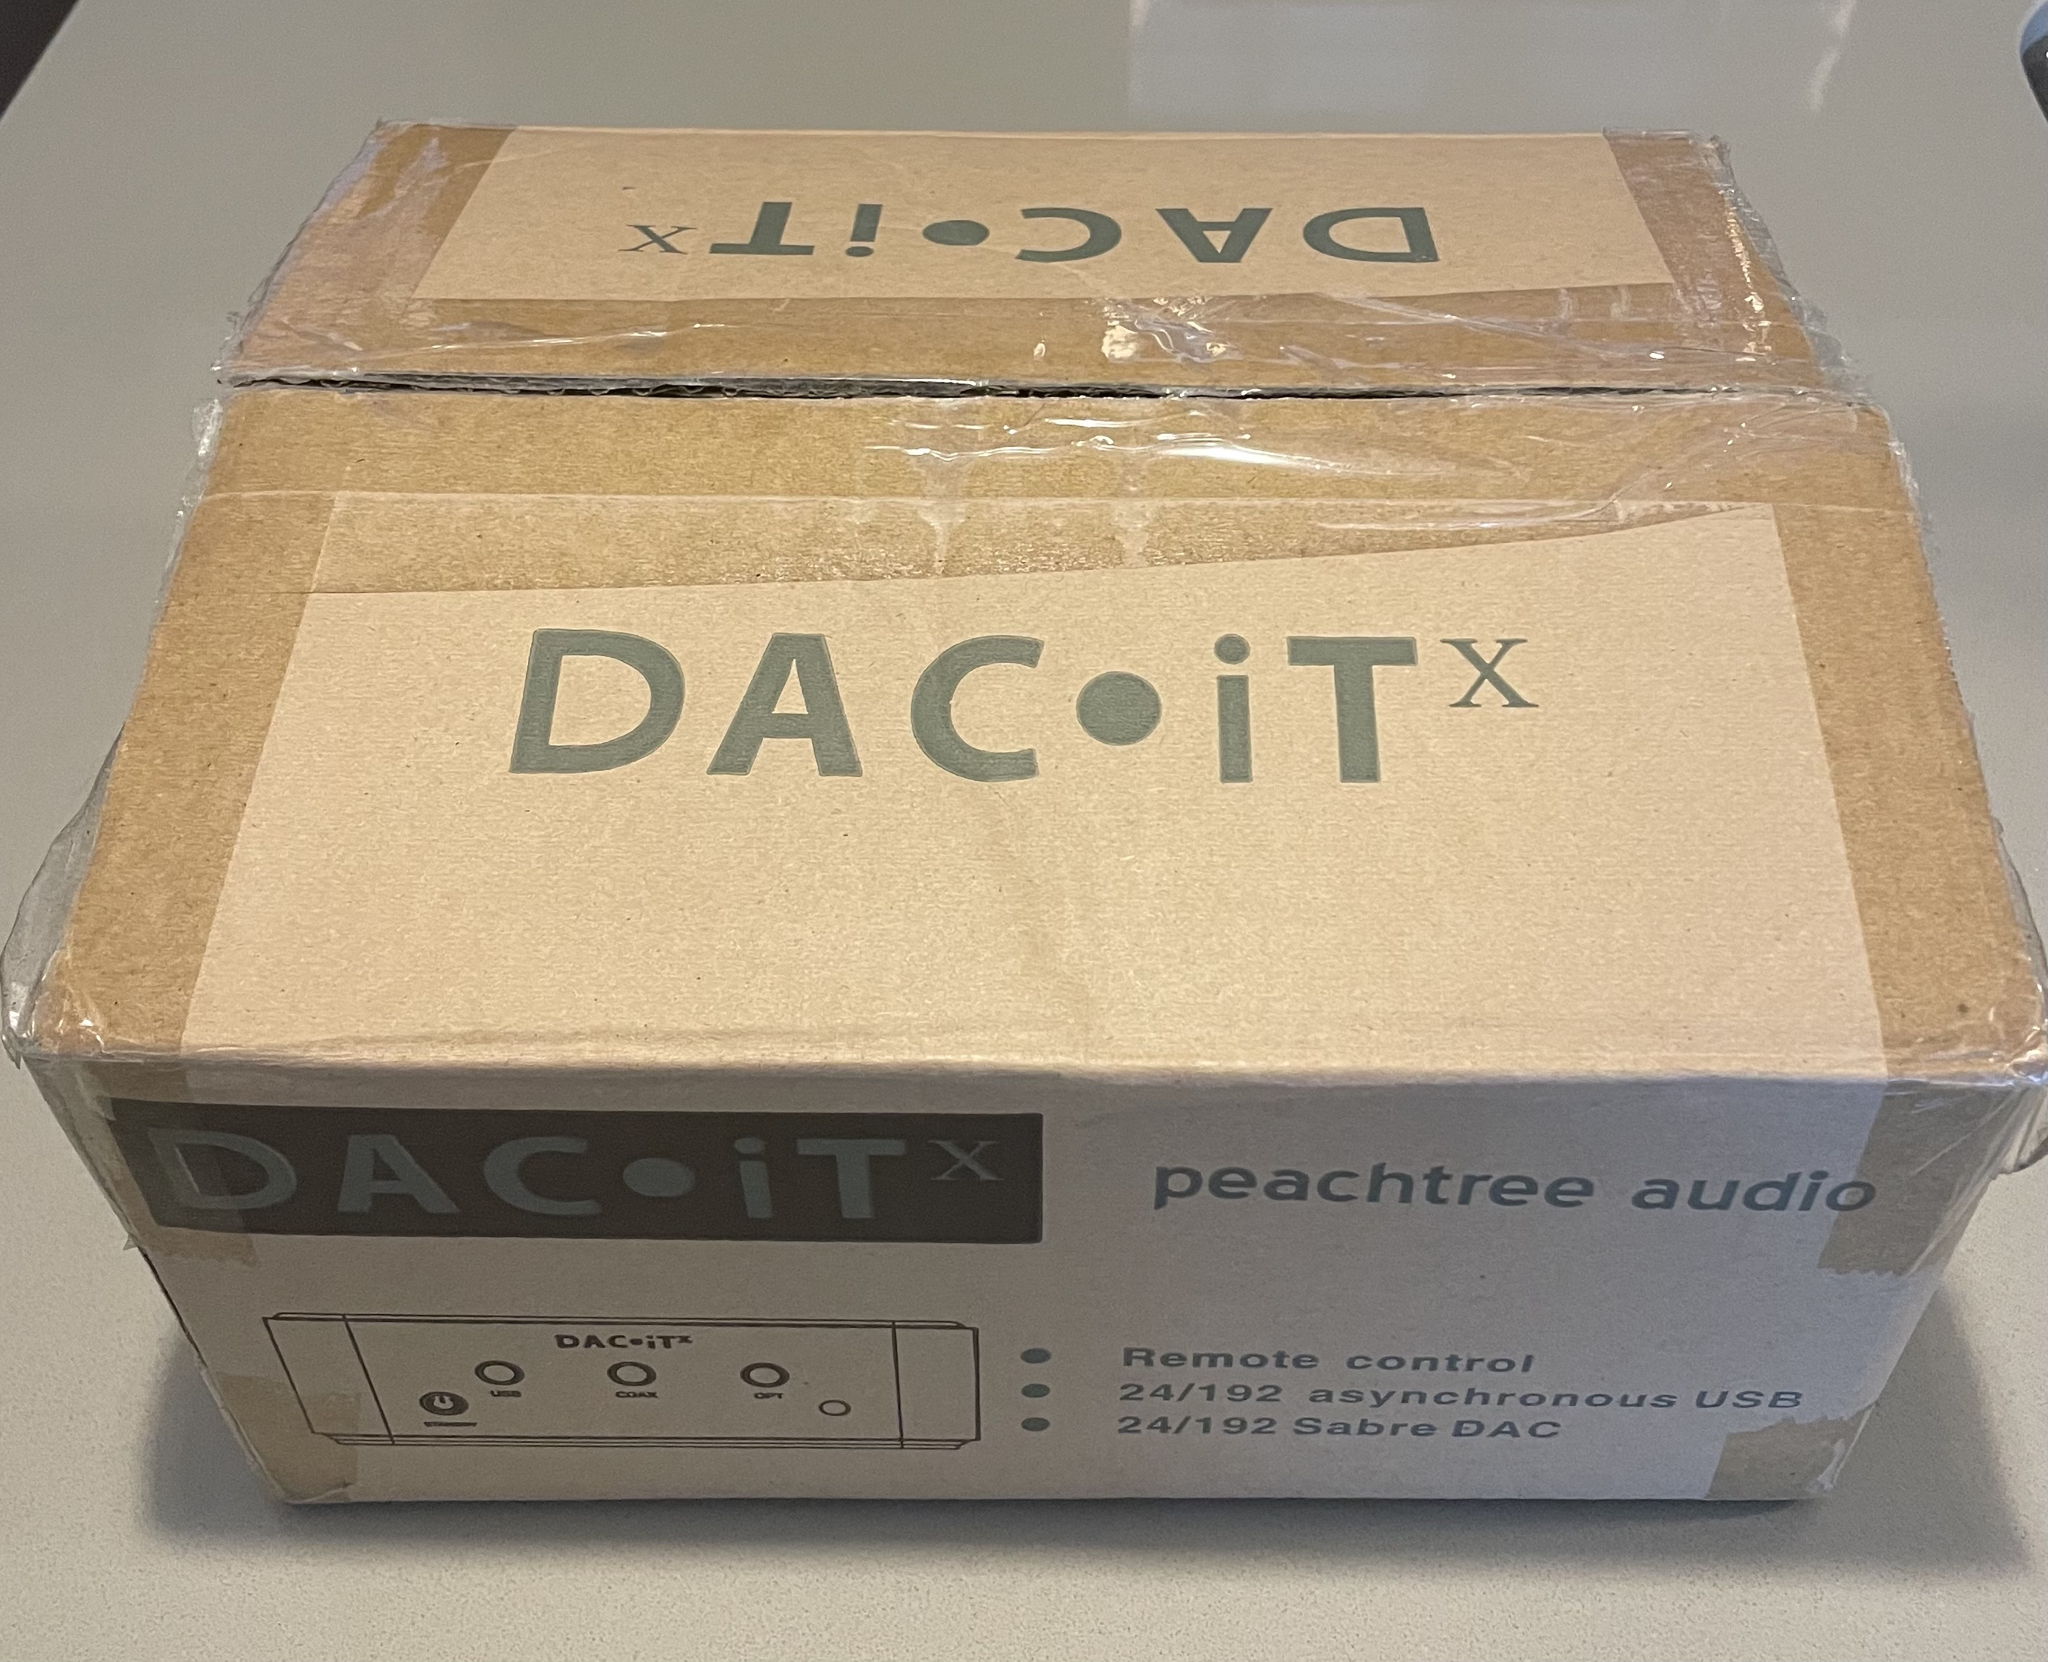 DAC•iTx
DAC•iTx
DAC•iTx
peachtree audio
DAC•iTx
USB
COAX
OPT
• Remote control
• 24/192 asynchronous USB
• 24/192 Sabre DAC